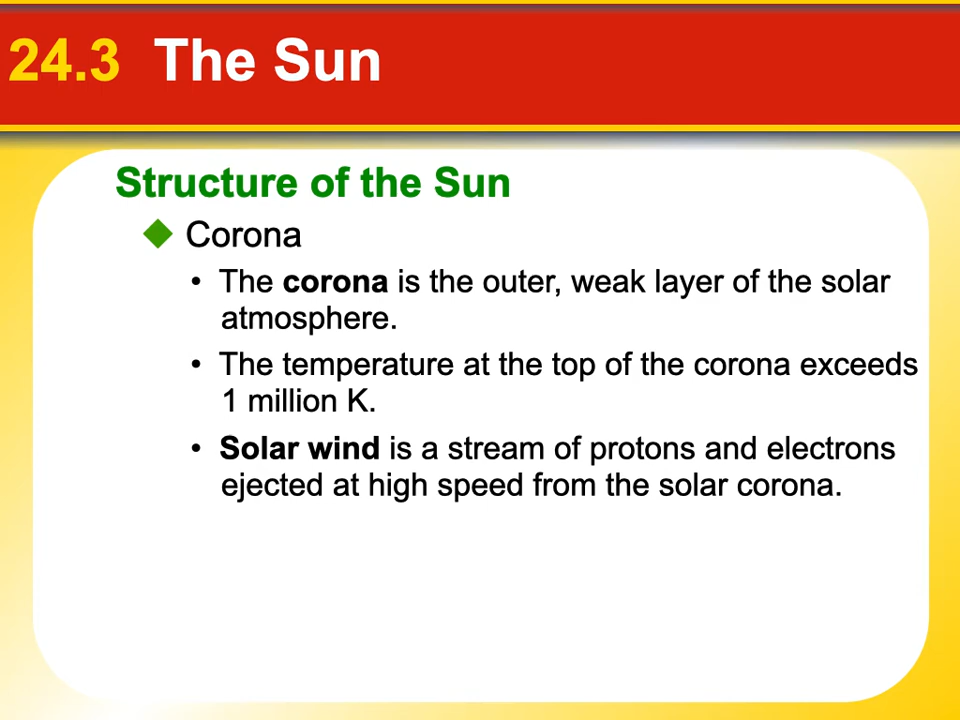 24.3 The Sun
Structure of the Sun
Corona
• The corona is the outer, weak layer of the solar
atmosphere.
• The temperature at the top of the corona exceeds
1 million K.
• Solar wind is a stream of protons and electrons
ejected at high speed from the solar corona.